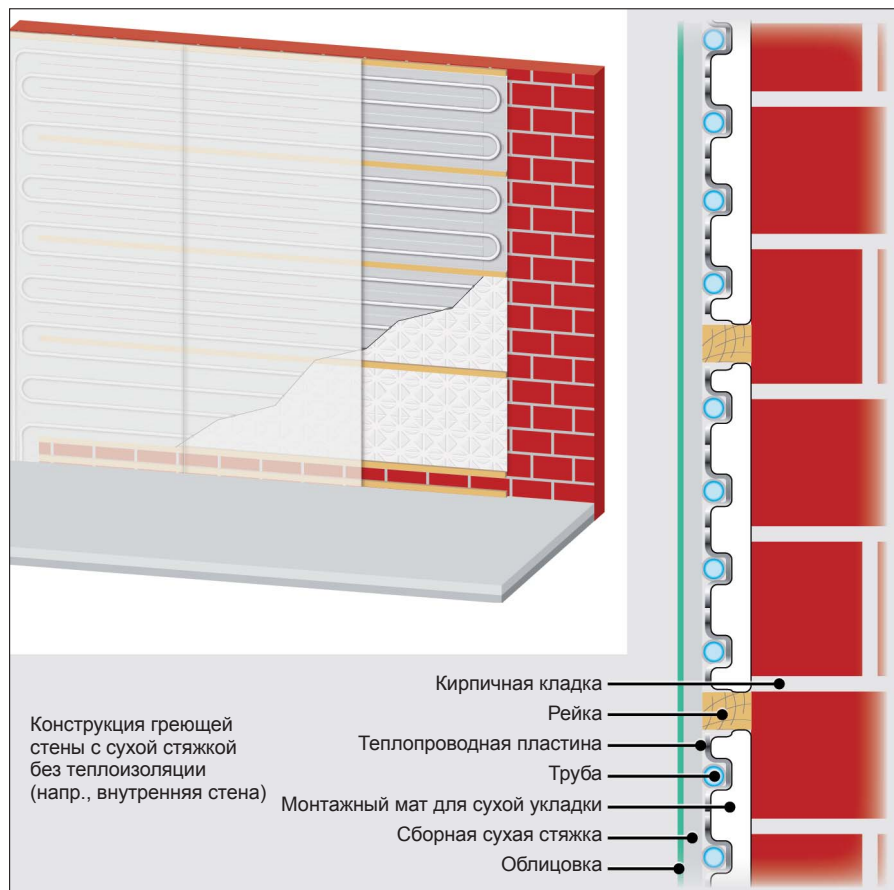 Кирпичная кладка
Рейка
Теплопроводная пластина
Труба
Монтажный мат для сухой укладки
Сборная сухая стяжка
Облицовка
Конструкция греющей
стены с сухой стяжкой
без теплоизоляции
(напр., внутренняя стена)